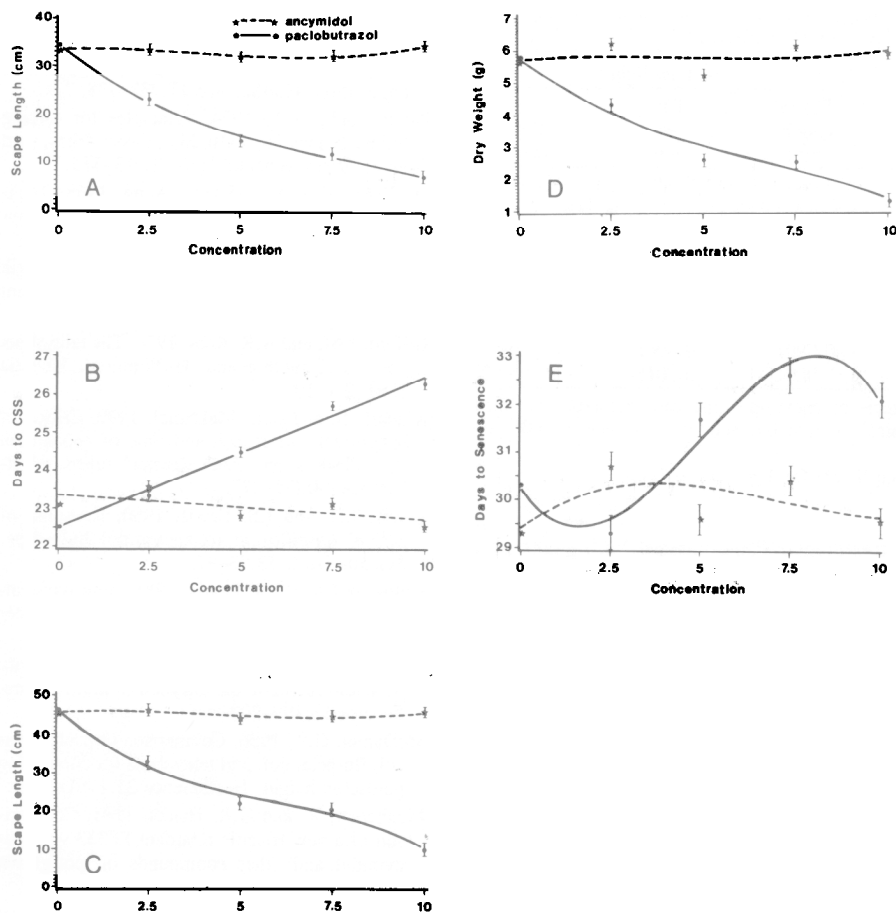 ancymidol
paclobutrazol
Scape Length (cm)
40
30
20
10
0
A
0 2.5 5 7.5 10
Concentration
Dry Weight (g)
7
6
5
4
3
2
1
D
0 2.5 5 7.5 10
Concentration
Days to CSS
27
26
25
24
23
22
B
0 2.5 5 7.5 10
Concentration
Days to Senescence
33
32
31
30
29
E
0 2.5 5 7.5 10
Concentration
Scape Length (cm)
50
40
30
20
10
0
C
0 2.5 5 7.5 10